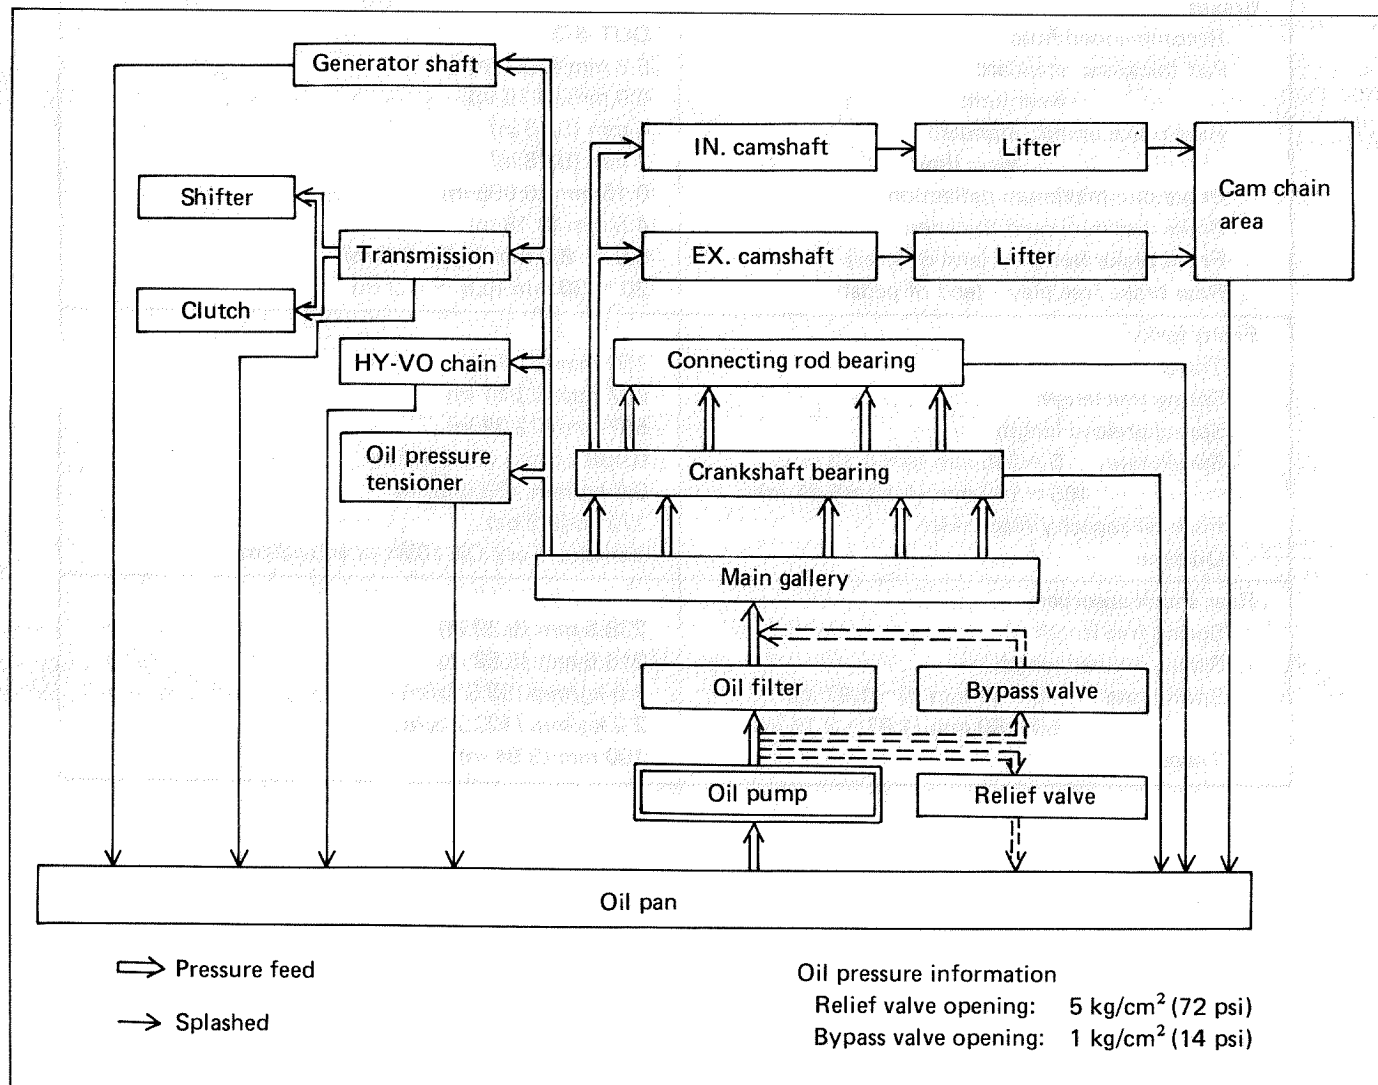 Generator shaft
IN. camshaft
Lifter
Cam chain
area
Shifter
Transmission
EX. camshaft
Lifter
Clutch
HY-VO chain
Connecting rod bearing
Oil pressure
tensioner
Crankshaft bearing
Main gallery
Oil filter
Bypass valve
Oil pump
Relief valve
Oil pan
Pressure feed
Splashed
Oil pressure information
Relief valve opening: 5 kg/cm² (72 psi)
Bypass valve opening: 1 kg/cm² (14 psi)